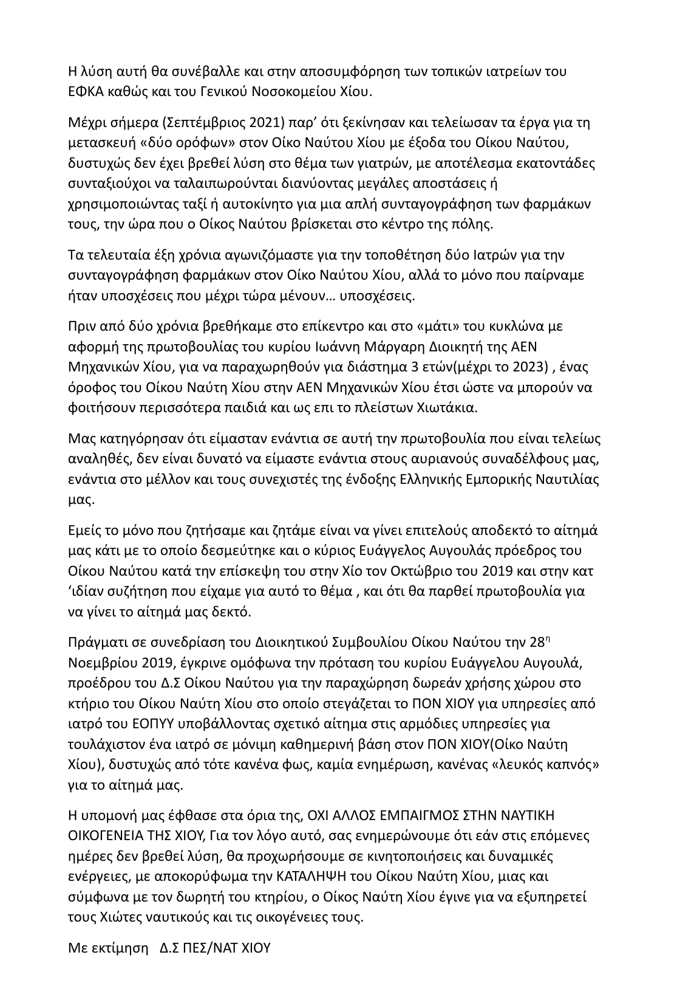 Η λύση αυτή θα συνέβαλλε και στην αποσυμφόρηση των τοπικών ιατρείων του
ΕΦΚΑ καθώς και του Γενικού Νοσοκομείου Χίου.
Μέχρι σήμερα (Σεπτέμβριος 2021) παρ’ ότι ξεκίνησαν και τελείωσαν τα έργα για τη
μετασκευή «δύο ορόφων» στον Οίκο Ναύτου Χίου με έξοδα του Οίκου Ναύτου,
δυστυχώς δεν έχει βρεθεί λύση στο θέμα των γιατρών, με αποτέλεσμα εκατοντάδες
συνταξιούχοι να ταλαιπωρούνται διανύοντας μεγάλες αποστάσεις ή
χρησιμοποιώντας ταξί ή αυτοκίνητο για μια απλή συνταγογράφηση των φαρμάκων
τους, την ώρα που ο Οίκος Ναύτου βρίσκεται στο κέντρο της πόλης.
Τα τελευταία έξη χρόνια αγωνιζόμαστε για την τοποθέτηση δύο Ιατρών για την
συνταγογράφηση φαρμάκων στον Οίκο Ναύτου Χίου, αλλά το μόνο που παίρναμε
ήταν υποσχέσεις που μέχρι τώρα μένουν… υποσχέσεις.
Πριν από δύο χρόνια βρεθήκαμε στο επίκεντρο και στο «μάτι» του κυκλώνα με
αφορμή της πρωτοβουλίας του κυρίου Ιωάννη Μάργαρη Διοικητή της ΑΕΝ
Μηχανικών Χίου, για να παραχωρηθούν για διάστημα 3 ετών(μέχρι το 2023) , ένας
όροφος του Οίκου Ναύτη Χίου στην ΑΕΝ Μηχανικών Χίου έτσι ώστε να μπορούν να
φοιτήσουν περισσότερα παιδιά και ως επι το πλείστων Χιωτάκια.
Μας κατηγόρησαν ότι είμασταν ενάντια σε αυτή την πρωτοβουλία που είναι τελείως
αναληθές, δεν είναι δυνατό να είμαστε ενάντια στους αυριανούς συναδέλφους μας,
ενάντια στο μέλλον και τους συνεχιστές της ένδοξης Ελληνικής Εμπορικής Ναυτιλίας
μας.
Εμείς το μόνο που ζητήσαμε και ζητάμε είναι να γίνει επιτελούς αποδεκτό το αίτημά
μας κάτι με το οποίο δεσμεύτηκε και ο κύριος Ευάγγελος Αυγουλάς πρόεδρος του
Οίκου Ναύτου κατά την επίσκεψη του στην Χίο τον Οκτώβριο του 2019 και στην κατ
‘ιδίαν συζήτηση που είχαμε για αυτό το θέμα , και ότι θα παρθεί πρωτοβουλία για
να γίνει το αίτημά μας δεκτό.
Πράγματι σε συνεδρίαση του Διοικητικού Συμβουλίου Οίκου Ναύτου την 28η
Νοεμβρίου 2019, έγκρινε ομόφωνα την πρόταση του κυρίου Ευάγγελου Αυγουλά,
προέδρου του Δ.Σ Οίκου Ναύτου για την παραχώρηση δωρεάν χρήσης χώρου στο
κτήριο του Οίκου Ναύτη Χίου στο οποίο στεγάζεται το ΠΟΝ ΧΙΟΥ για υπηρεσίες από
ιατρό του ΕΟΠΥΥ υποβάλλοντας σχετικό αίτημα στις αρμόδιες υπηρεσίες για
τουλάχιστον ένα ιατρό σε μόνιμη καθημερινή βάση στον ΠΟΝ ΧΙΟΥ(Οίκο Ναύτη
Χίου), δυστυχώς από τότε κανένα φως, καμία ενημέρωση, κανένας «λευκός καπνός»
για το αίτημά μας.
Η υπομονή μας έφθασε στα όρια της, ΟΧΙ ΑΛΛΟΣ ΕΜΠΑΙΓΜΟΣ ΣΤΗΝ ΝΑΥΤΙΚΗ
ΟΙΚΟΓΕΝΕΙΑ ΤΗΣ ΧΙΟΥ, Για τον λόγο αυτό, σας ενημερώνουμε ότι εάν στις επόμενες
ημέρες δεν βρεθεί λύση, θα προχωρήσουμε σε κινητοποιήσεις και δυναμικές
ενέργειες, με αποκορύφωμα την ΚΑΤΑΛΗΨΗ του Οίκου Ναύτη Χίου, μιας και
σύμφωνα με τον δωρητή του κτηρίου, ο Οίκος Ναύτη Χίου έγινε για να εξυπηρετεί
τους Χιώτες ναυτικούς και τις οικογένειες τους.
Με εκτίμηση Δ.Σ ΠΕΣ/ΝΑΤ ΧΙΟΥ